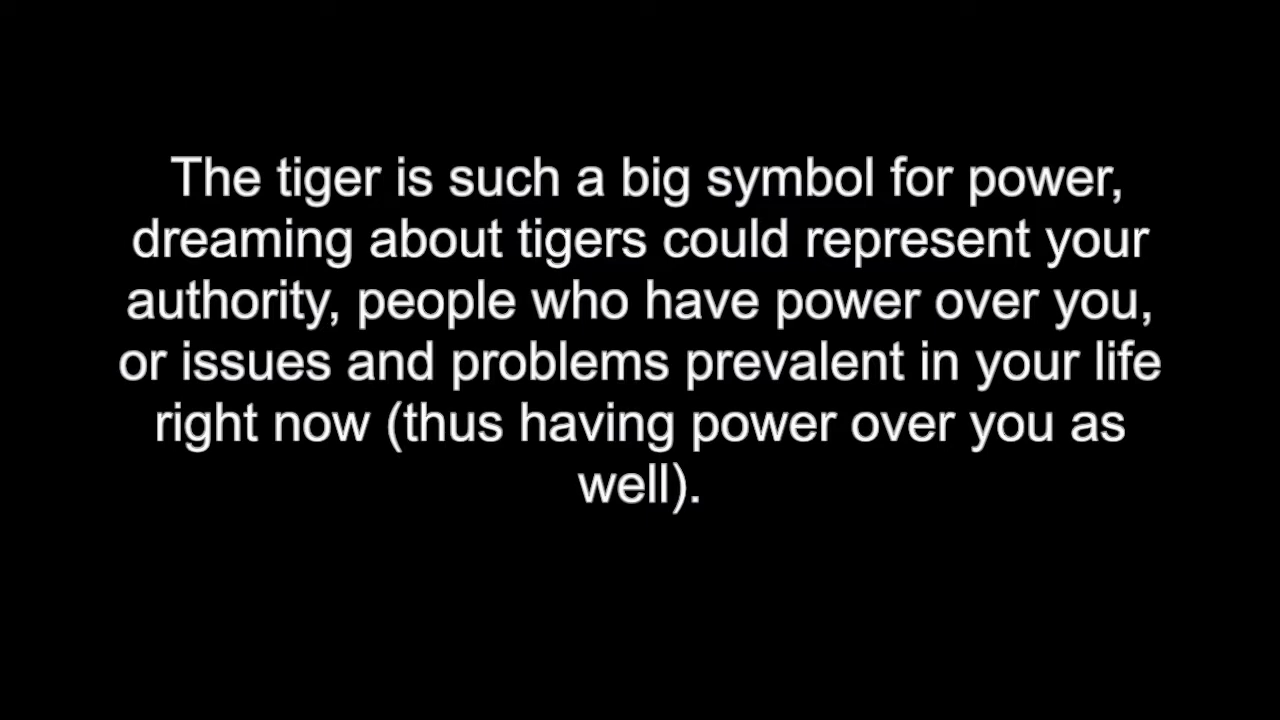 The tiger is such a big symbol for power,
dreaming about tigers could represent your
authority, people who have power over you,
or issues and problems prevalent in your life
right now (thus having power over you as
well).